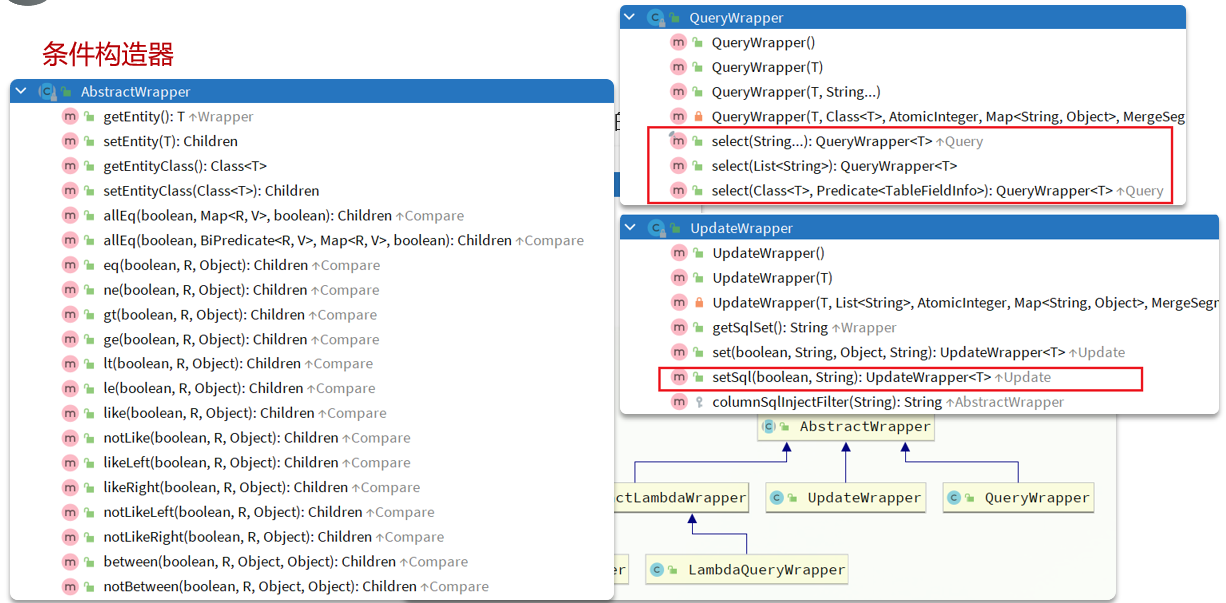 条件构造器
AbstractWrapper
getEntity(): T ↑Wrapper
setEntity(T): Children
getEntityClass(): Class<T>
setEntityClass(Class<T>): Children
allEq(boolean, Map<R, V>, boolean): Children ↑Compare
allEq(boolean, BiPredicate<R, V>, Map<R, V>, boolean): Children ↑Compare
eq(boolean, R, Object): Children ↑Compare
ne(boolean, R, Object): Children ↑Compare
gt(boolean, R, Object): Children ↑Compare
ge(boolean, R, Object): Children ↑Compare
lt(boolean, R, Object): Children ↑Compare
le(boolean, R, Object): Children ↑Compare
like(boolean, R, Object): Children ↑Compare
notLike(boolean, R, Object): Children ↑Compare
likeLeft(boolean, R, Object): Children ↑Compare
likeRight(boolean, R, Object): Children ↑Compare
notLikeLeft(boolean, R, Object): Children ↑Compare
notLikeRight(boolean, R, Object): Children ↑Compare
between(boolean, R, Object, Object): Children ↑Compare
notBetween(boolean, R, Object, Object): Children ↑Compare
QueryWrapper
QueryWrapper()
QueryWrapper(T)
QueryWrapper(T, String...)
QueryWrapper(T, Class<T>, AtomicInteger, Map<String, Object>, MergeSeg
select(String...): QueryWrapper<T> ↑Query
select(List<String>): QueryWrapper<T>
select(Class<T>, Predicate<TableFieldInfo>): QueryWrapper<T> ↑Query
UpdateWrapper
UpdateWrapper()
UpdateWrapper(T)
UpdateWrapper(T, List<String>, AtomicInteger, Map<String, Object>, MergeSegr
getSqlSet(): String ↑Wrapper
set(boolean, String, Object, String): UpdateWrapper<T> ↑Update
setSql(boolean, String): UpdateWrapper<T> ↑Update
columnSqlInjectFilter(String): String ↑AbstractWrapper
AbstractWrapper
ctLambdaWrapper
UpdateWrapper
QueryWrapper
er
LambdaQueryWrapper